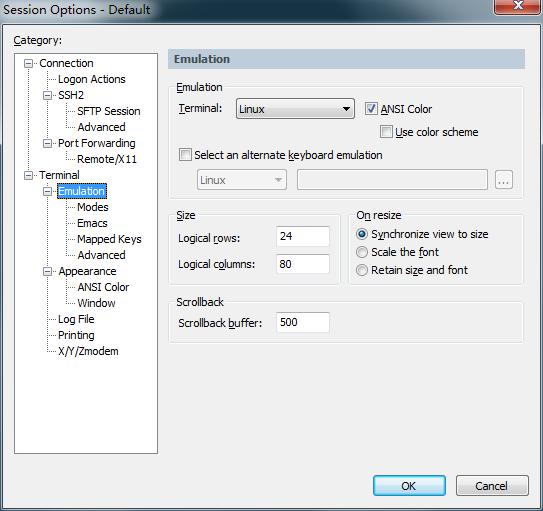 Session Options - Default
Category:
Connection
Logon Actions
SSH2
SFTP Session
Advanced
Port Forwarding
Remote/X11
Terminal
Emulation
Modes
Emacs
Mapped Keys
Advanced
Appearance
ANSI Color
Window
Log File
Printing
X/Y/Zmodem
Emulation
Emulation
Terminal: Linux ANSI Color
Use color scheme
Select an alternate keyboard emulation
Linux ...
Size
Logical rows: 24
Logical columns: 80
On resize
Synchronize view to size
Scale the font
Retain size and font
Scrollback
Scrollback buffer: 500
OK Cancel